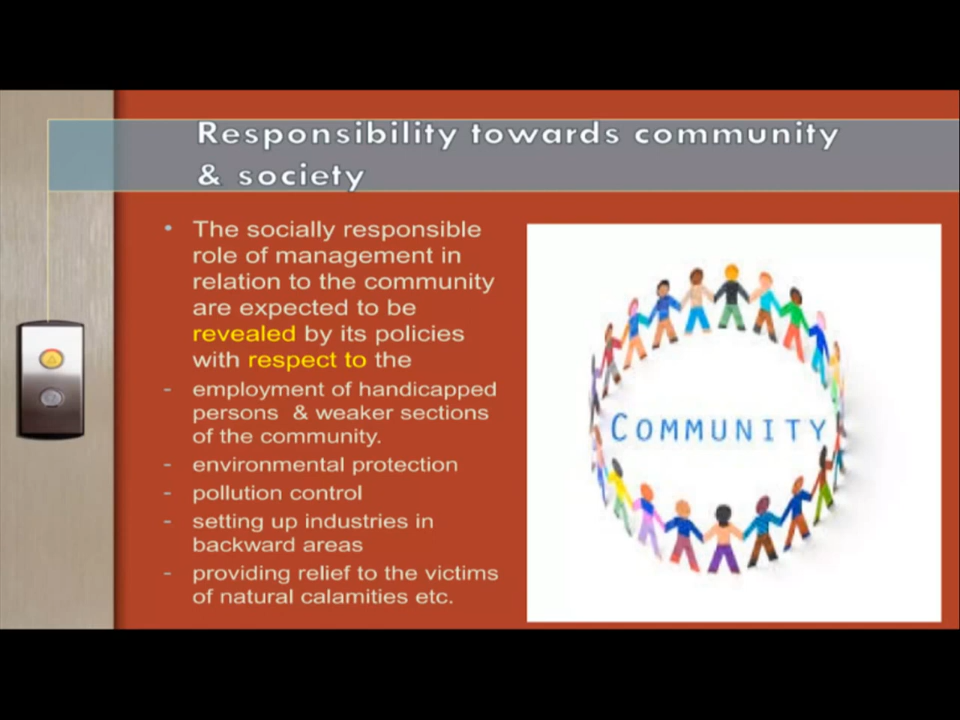 Responsibility towards community
& society
• The socially responsible
role of management in
relation to the community
are expected to be
revealed by its policies
with respect to the
- employment of handicapped
persons & weaker sections
of the community.
- environmental protection
- pollution control
- setting up industries in
backward areas
- providing relief to the victims
of natural calamities etc.
COMMUNITY